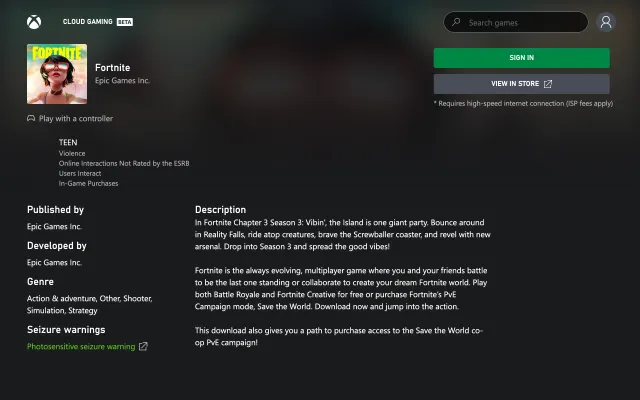 CLOUD GAMING BETA
Search games
FORTNITE
Fortnite
Epic Games Inc.
SIGN IN
VIEW IN STORE
* Requires high-speed internet connection (ISP fees apply)
Play with a controller
TEEN
Violence
Online Interactions Not Rated by the ESRB
Users Interact
In-Game Purchases
Published by
Epic Games Inc.
Developed by
Epic Games Inc.
Genre
Action & adventure, Other, Shooter,
Simulation, Strategy
Seizure warnings
Photosensitive seizure warning
Description
In Fortnite Chapter 3 Season 3: Vibin', the Island is one giant party. Bounce around
in Reality Falls, ride atop creatures, brave the Screwballer coaster, and revel with new
arsenal. Drop into Season 3 and spread the good vibes!
Fortnite is the always evolving, multiplayer game where you and your friends battle
to be the last one standing or collaborate to create your dream Fortnite world. Play
both Battle Royale and Fortnite Creative for free or purchase Fortnite's PvE
Campaign mode, Save the World. Download now and jump into the action.
This download also gives you a path to purchase access to the Save the World co-
op PvE campaign!